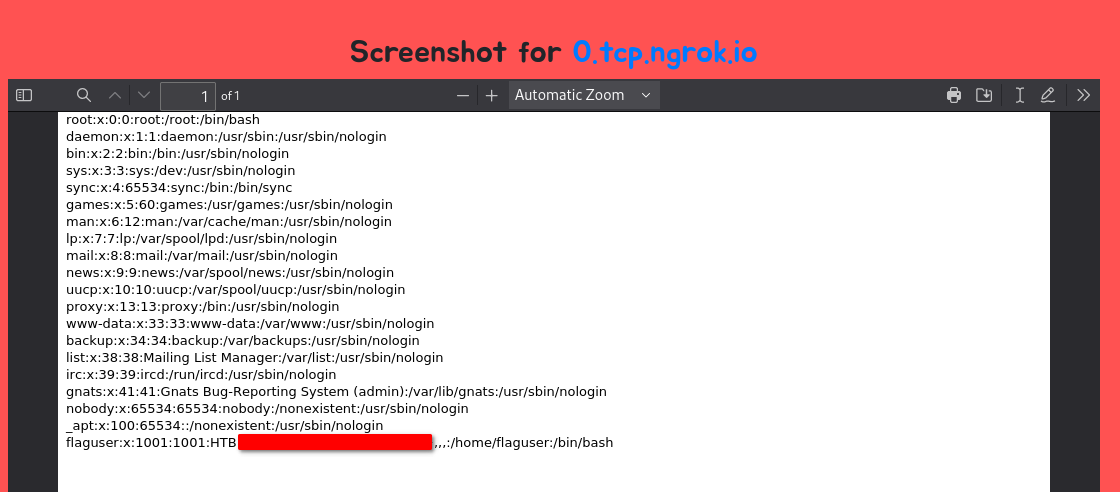 Screenshot for 0.tcp.ngrok.io
1 of 1 Automatic Zoom
root:x:0:0:root:/root:/bin/bash
daemon:x:1:1:daemon:/usr/sbin:/usr/sbin/nologin
bin:x:2:2:bin:/bin:/usr/sbin/nologin
sys:x:3:3:sys:/dev:/usr/sbin/nologin
sync:x:4:65534:sync:/bin:/bin/sync
games:x:5:60:games:/usr/games:/usr/sbin/nologin
man:x:6:12:man:/var/cache/man:/usr/sbin/nologin
lp:x:7:7:lp:/var/spool/lpd:/usr/sbin/nologin
mail:x:8:8:mail:/var/mail:/usr/sbin/nologin
news:x:9:9:news:/var/spool/news:/usr/sbin/nologin
uucp:x:10:10:uucp:/var/spool/uucp:/usr/sbin/nologin
proxy:x:13:13:proxy:/bin:/usr/sbin/nologin
www-data:x:33:33:www-data:/var/www:/usr/sbin/nologin
backup:x:34:34:backup:/var/backups:/usr/sbin/nologin
list:x:38:38:Mailing List Manager:/var/list:/usr/sbin/nologin
irc:x:39:39:ircd:/run/ircd:/usr/sbin/nologin
gnats:x:41:41:Gnats Bug-Reporting System (admin):/var/lib/gnats:/usr/sbin/nologin
nobody:x:65534:65534:nobody:/nonexistent:/usr/sbin/nologin
_apt:x:100:65534::/nonexistent:/usr/sbin/nologin
flaguser:x:1001:1001:HTB ,,,:/home/flaguser:/bin/bash